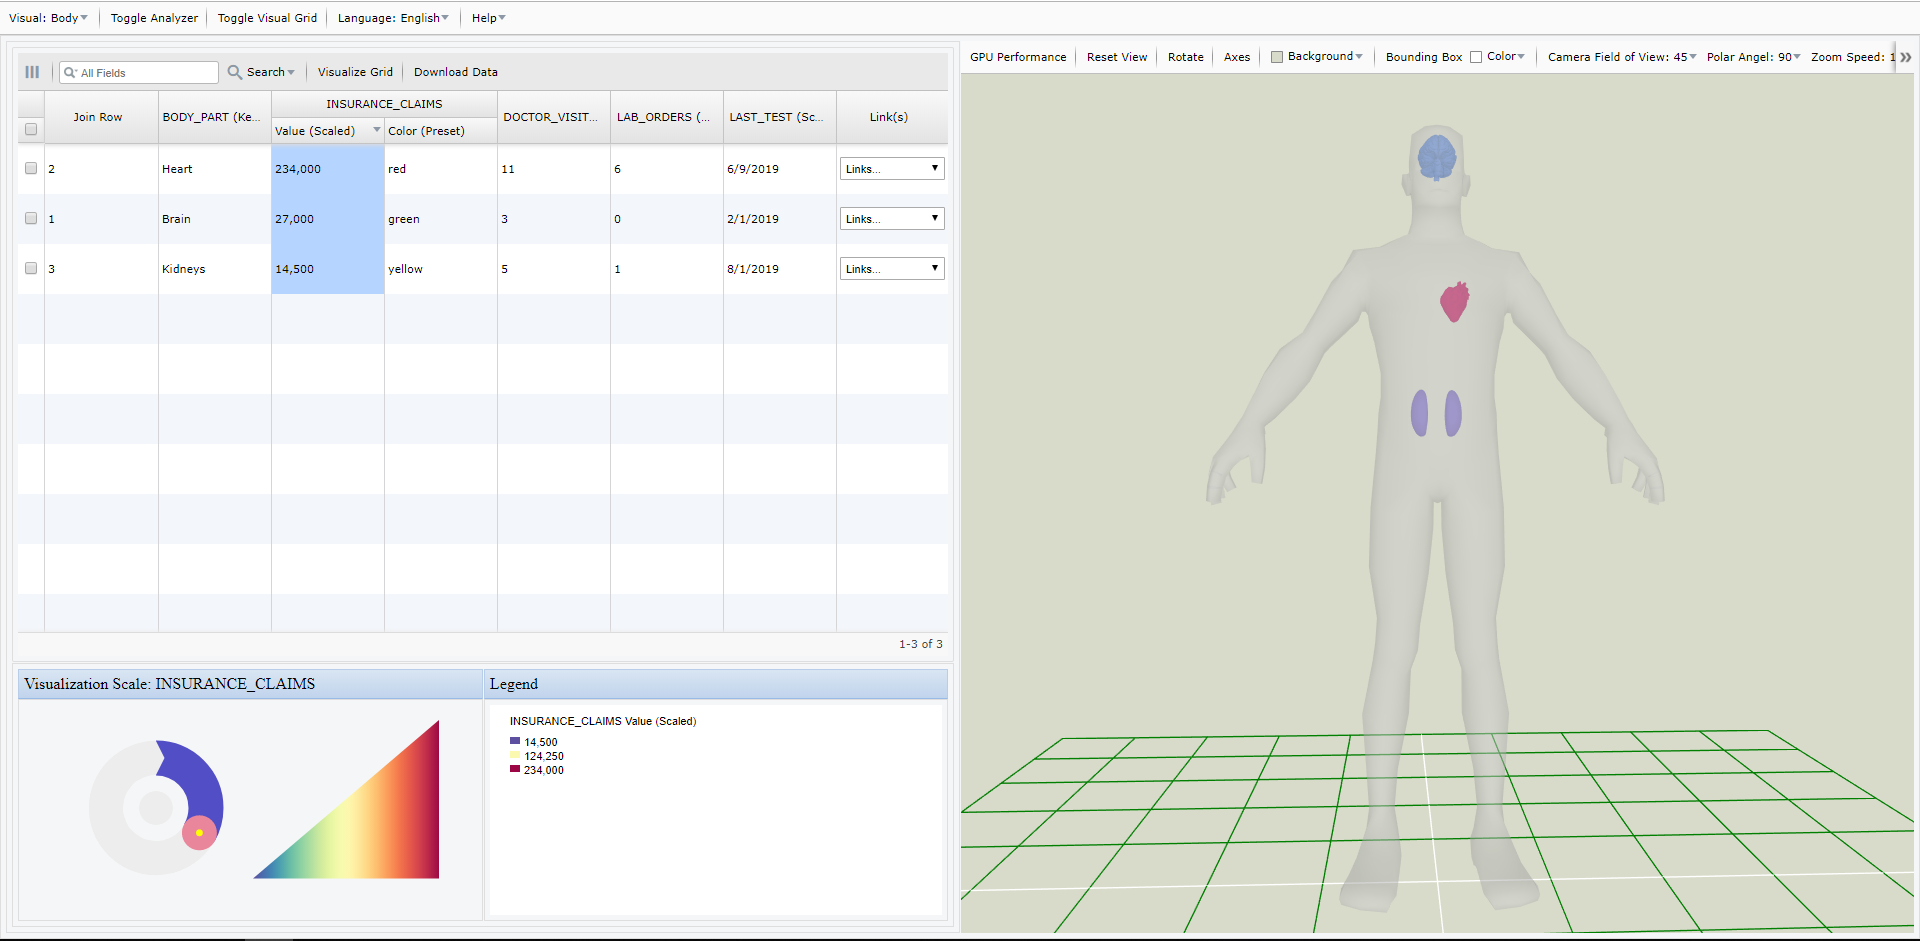 Visual: Body Toggle Analyzer Toggle Visual Grid Language: English Help
All Fields Search Visualize Grid Download Data
GPU Performance Reset View Rotate Axes Background Bounding Box Color Camera Field of View: 45 Polar Angel: 90 Zoom Speed: 1
INSURANCE_CLAIMS
Join Row BODY_PART (Ke... Value (Scaled) Color (Preset) DOCTOR_VISIT... LAB_ORDERS (... LAST_TEST (Sc... Link(s)
2 Heart 234,000 red 11 6 6/9/2019 Links...
1 Brain 27,000 green 3 0 2/1/2019 Links...
3 Kidneys 14,500 yellow 5 1 8/1/2019 Links...
1-3 of 3
Visualization Scale: INSURANCE_CLAIMS
Legend
INSURANCE_CLAIMS Value (Scaled)
14,500
124,250
234,000